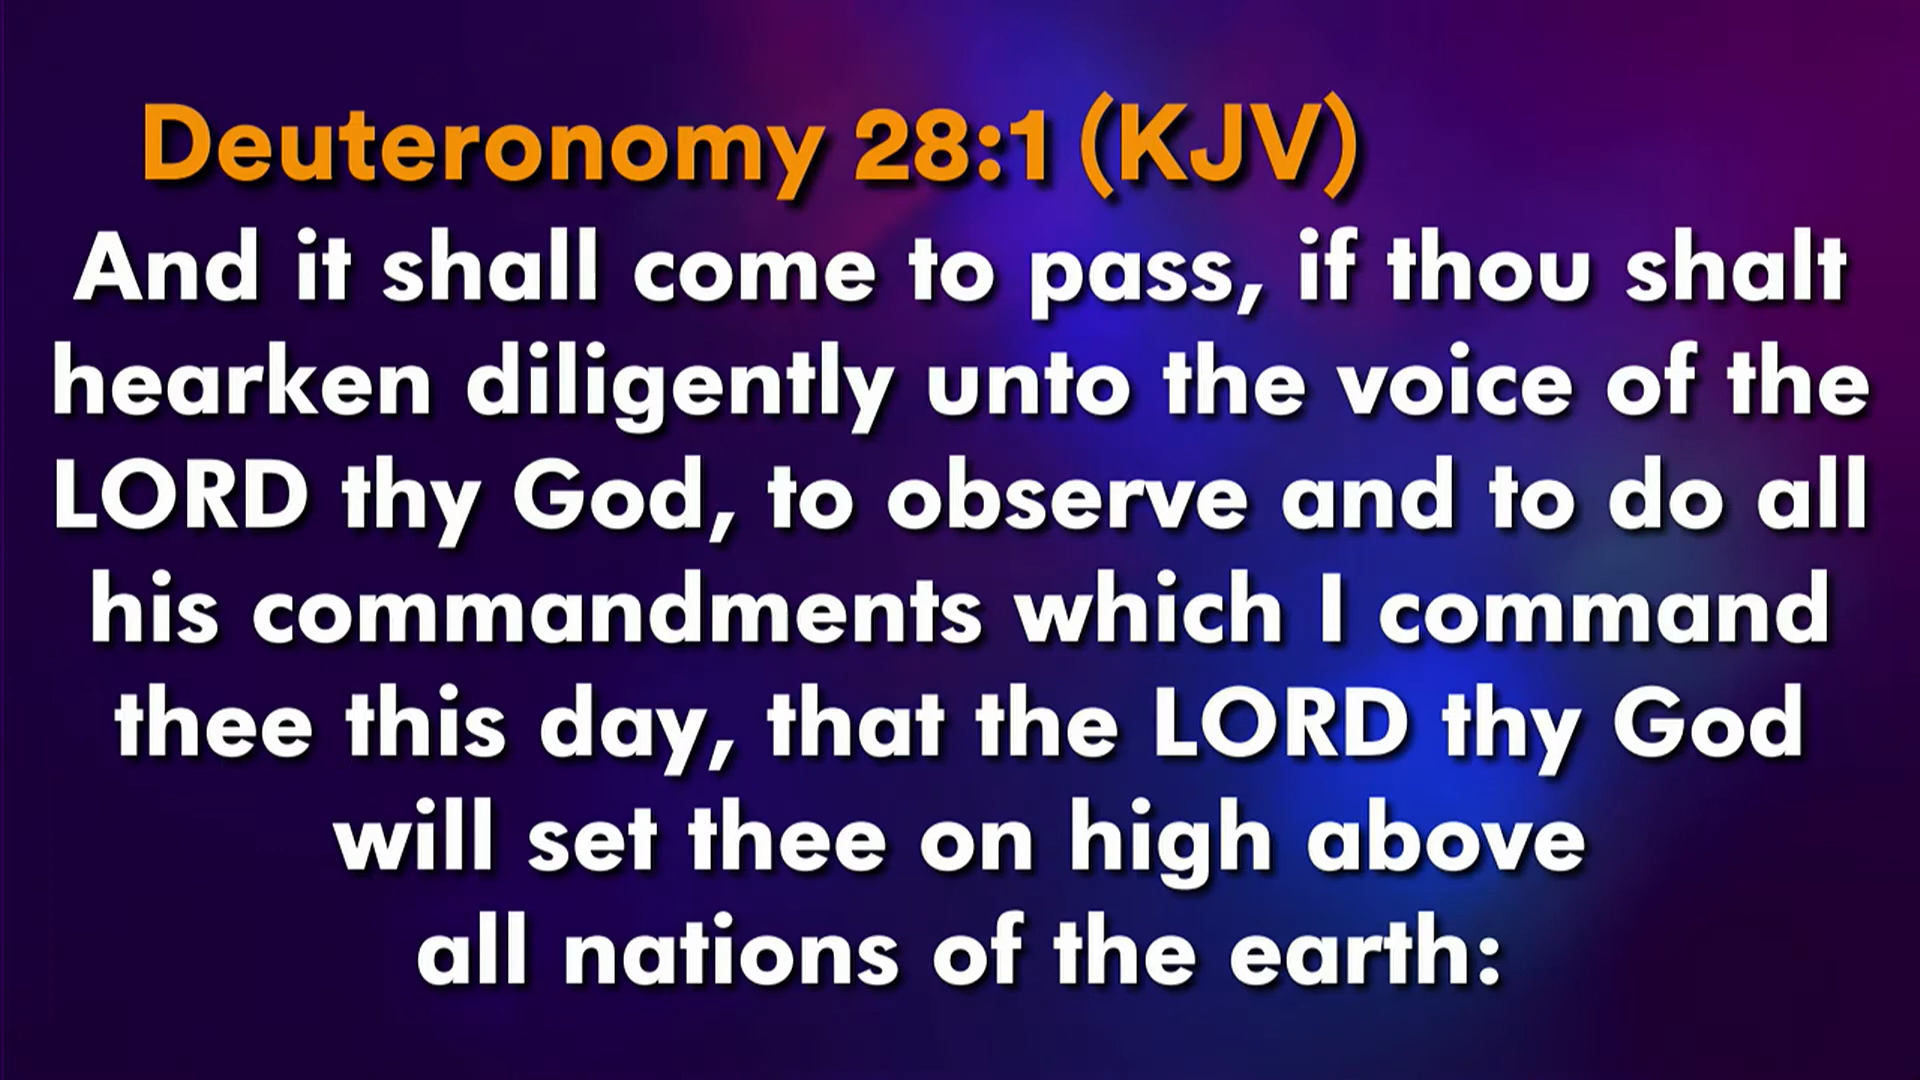 Deuteronomy 28:1 (KJV)
And it shall come to pass, if thou shalt
hearken diligently unto the voice of the
LORD thy God, to observe and to do all
his commandments which I command
thee this day, that the LORD thy God
will set thee on high above
all nations of the earth: